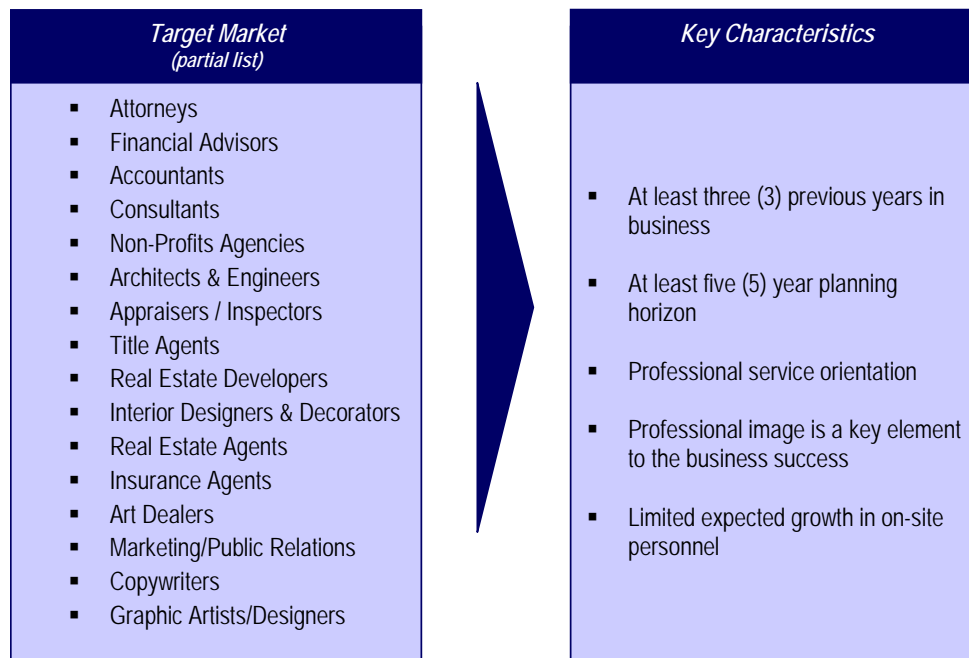 Target Market
(partial list)
▪ Attorneys
▪ Financial Advisors
▪ Accountants
▪ Consultants
▪ Non-Profits Agencies
▪ Architects & Engineers
▪ Appraisers / Inspectors
▪ Title Agents
▪ Real Estate Developers
▪ Interior Designers & Decorators
▪ Real Estate Agents
▪ Insurance Agents
▪ Art Dealers
▪ Marketing/Public Relations
▪ Copywriters
▪ Graphic Artists/Designers
Key Characteristics
▪ At least three (3) previous years in
business
▪ At least five (5) year planning
horizon
▪ Professional service orientation
▪ Professional image is a key element
to the business success
▪ Limited expected growth in on-site
personnel